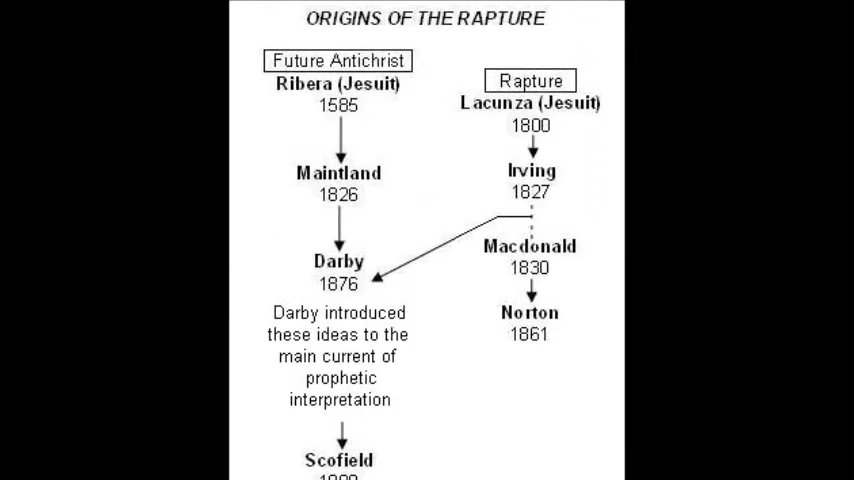 ORIGINS OF THE RAPTURE
Future Antichrist
Ribera (Jesuit)
1585
Maintland
1826
Darby
1876
Darby introduced
these ideas to the
main current of
prophetic
interpretation
Scofield
Rapture
Lacunza (Jesuit)
1800
Irving
1827
Macdonald
1830
Norton
1861